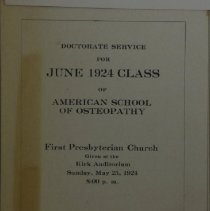 DOCTORATE SERVICE
FOR
JUNE 1924 CLASS
OF
AMERICAN SCHOOL
OF OSTEOPATHY
First Presbyterian Church
Given at the
Kirk Auditorium
Sunday, May 25, 1924
8:00 p. m.